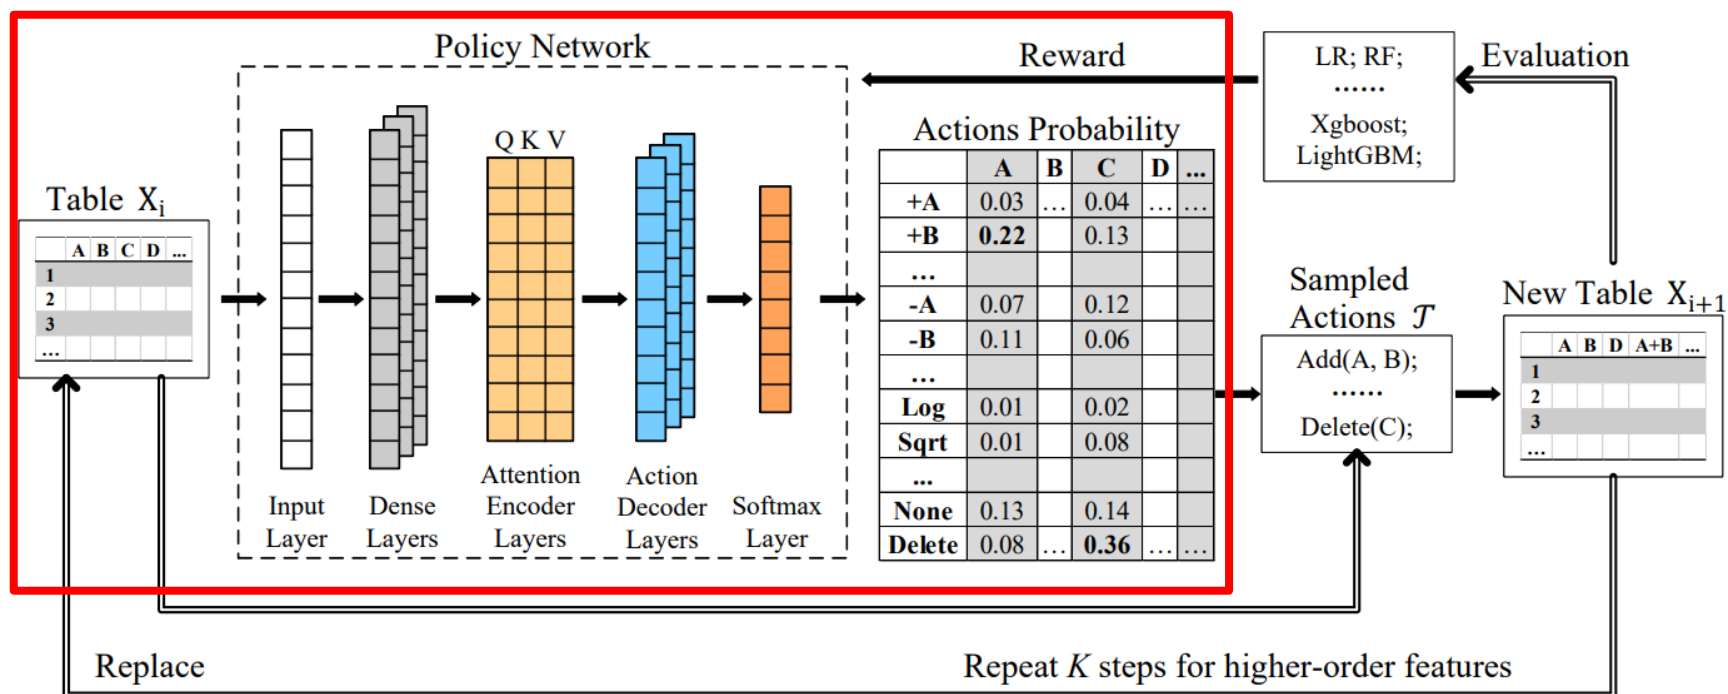 Policy Network
Reward
LR; RF;
......
Xgboost;
LightGBM;
Evaluation
Table Xᵢ
A B C D ...
1
2
3
...
Q K V
Input
Layer
Dense
Layers
Attention
Encoder
Layers
Action
Decoder
Layers
Softmax
Layer
Actions Probability
A B C D ...
+A 0.03 ... 0.04 ... ...
+B 0.22 0.13
...
-A 0.07 0.12
-B 0.11 0.06
...
Log 0.01 0.02
Sqrt 0.01 0.08
...
None 0.13 0.14
Delete 0.08 ... 0.36 ... ...
Sampled
Actions 𝒯
Add(A, B);
......
Delete(C);
New Table Xᵢ₊₁
A B D A+B ...
1
2
3
...
Replace
Repeat K steps for higher-order features